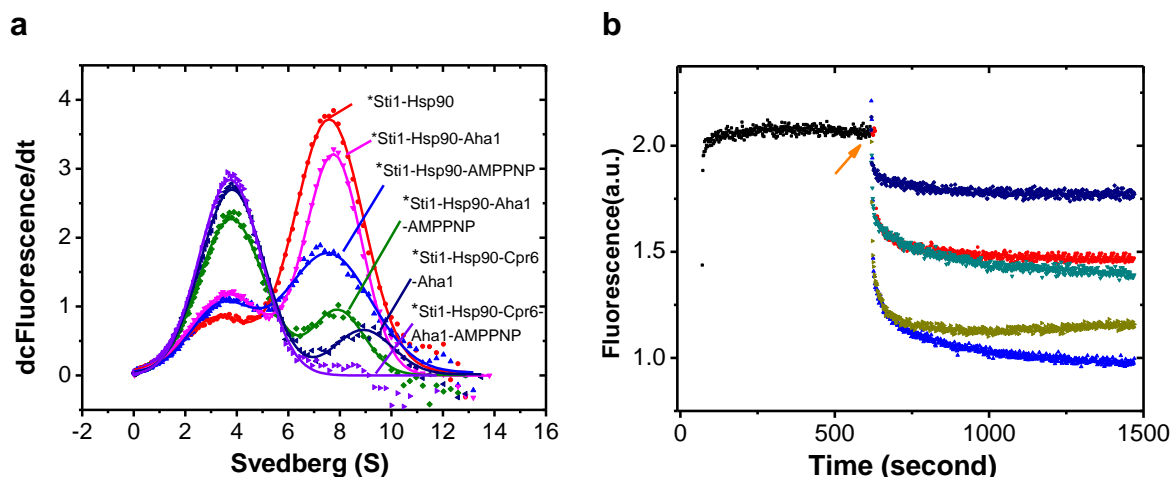 a
b
dcFluorescence/dt
4
3
2
1
0
0 2 4 6 8 10 12 14 16
Svedberg (S)
*Sti1-Hsp90
*Sti1-Hsp90-Aha1
*Sti1-Hsp90-AMPPNP
*Sti1-Hsp90-Aha1
-AMPPNP
*Sti1-Hsp90-Cpr6
-Aha1
*Sti1-Hsp90-Cpr6-
Aha1-AMPPNP
Fluorescence(a.u.)
2.0
1.5
1.0
0 500 1000 1500
Time (second)